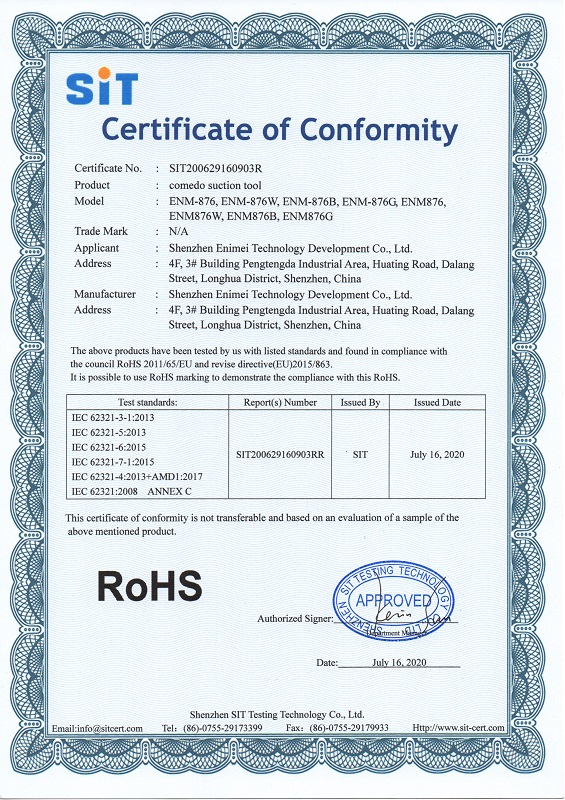 SiT
Certificate of Conformity
Certificate No. : SIT200629160903R
Product : comedo suction tool
Model : ENM-876, ENM-876W, ENM-876B, ENM-876G, ENM876,
ENM876W, ENM876B, ENM876G
Trade Mark : N/A
Applicant : Shenzhen Enimei Technology Development Co., Ltd.
Address : 4F, 3# Building Pengtengda Industrial Area, Huating Road, Dalang
Street, Longhua District, Shenzhen, China
Manufacturer : Shenzhen Enimei Technology Development Co., Ltd.
Address : 4F, 3# Building Pengtengda Industrial Area, Huating Road, Dalang
Street, Longhua District, Shenzhen, China
The above products have been tested by us with listed standards and found in compliance with
the council RoHS 2011/65/EU and revise directive(EU)2015/863.
It is possible to use RoHS marking to demonstrate the compliance with this RoHS.
Test standards: Report(s) Number Issued By Issued Date
IEC 62321-3-1:2013
IEC 62321-5:2013
IEC 62321-6:2015
SIT200629160903RR SIT July 16, 2020
IEC 62321-7-1:2015
IEC 62321-4:2013+AMD1:2017
IEC 62321:2008 ANNEX C
This certificate of conformity is not transferable and based on an evaluation of a sample of the
above mentioned product.
RoHS
SHENZHEN SIT TESTING TECHNOLOGY LTD
APPROVED
Authorized Signer:
Department Manager
Date: July 16, 2020
Shenzhen SIT Testing Technology Co., Ltd.
Email:info@sitcert.com Tel: (86)-0755-29173399 Fax: (86)-0755-29179933 Http://www.sit-cert.com